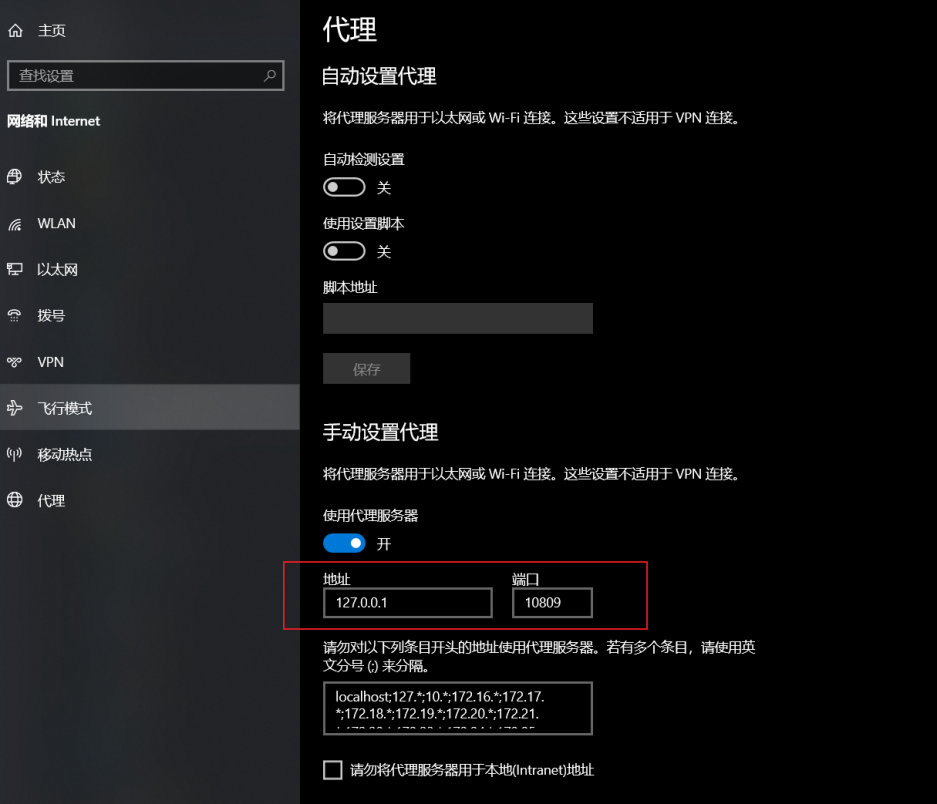 主页
查找设置
网络和 Internet
状态
WLAN
以太网
拨号
VPN
飞行模式
移动热点
代理
代理
自动设置代理
将代理服务器用于以太网或 Wi-Fi 连接。这些设置不适用于 VPN 连接。
自动检测设置
关
使用设置脚本
关
脚本地址
保存
手动设置代理
将代理服务器用于以太网或 Wi-Fi 连接。这些设置不适用于 VPN 连接。
使用代理服务器
开
地址 端口
127.0.0.1 10809
请勿对以下列条目开头的地址使用代理服务器。若有多个条目，请使用英
文分号 (;) 来分隔。
localhost;127.*;10.*;172.16.*;172.17.
*;172.18.*;172.19.*;172.20.*;172.21.
请勿将代理服务器用于本地(Intranet)地址